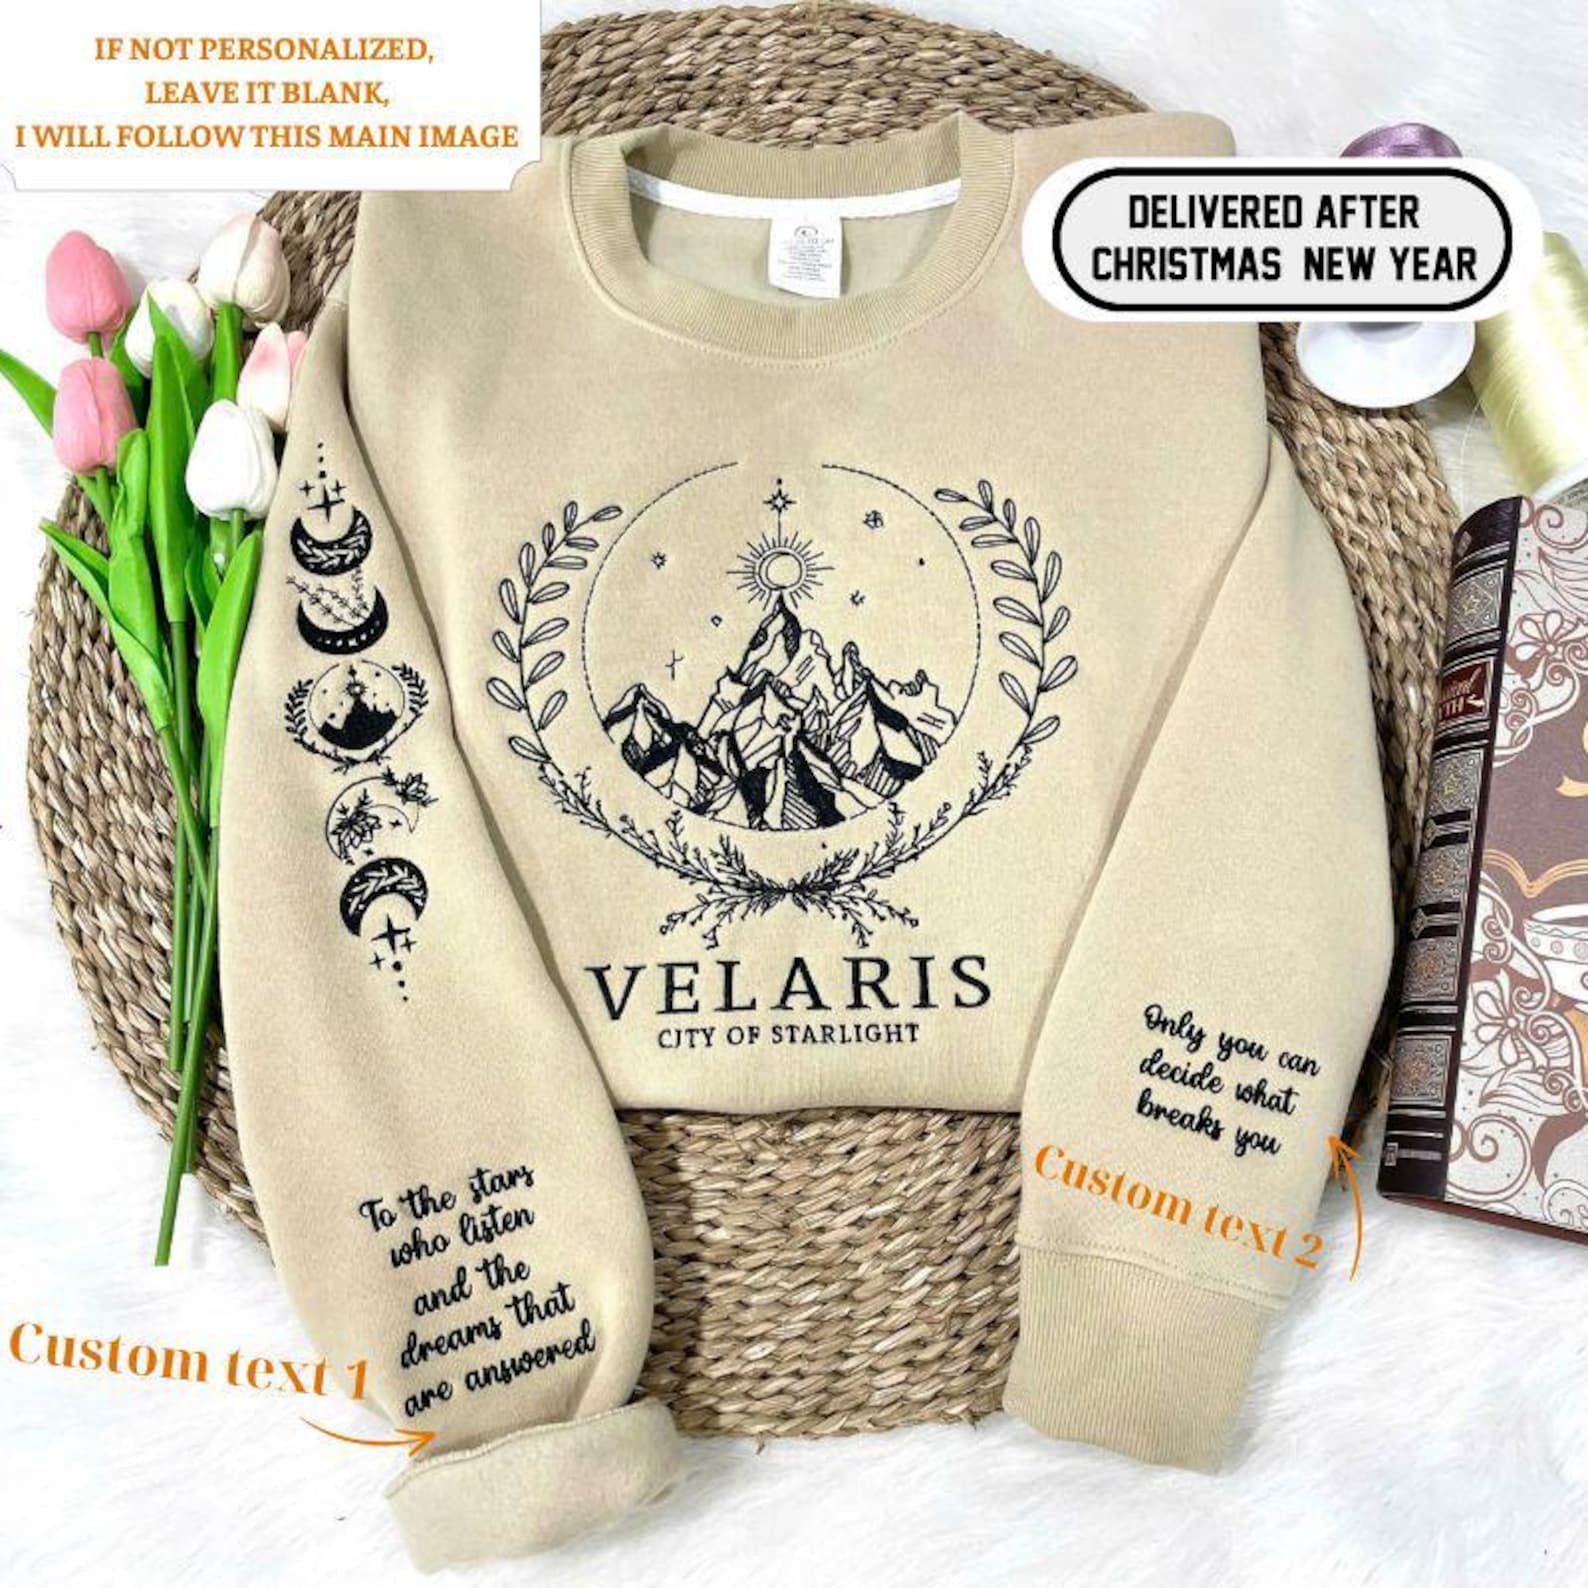 IF NOT PERSONALIZED,
LEAVE IT BLANK,
I WILL FOLLOW THIS MAIN IMAGE
DELIVERED AFTER
CHRISTMAS NEW YEAR
VELARIS
CITY OF STARLIGHT
Only you can
decide what
breaks you
Custom text 2
To the stars
who listen
and the
dreams that
are answered
Custom text 1